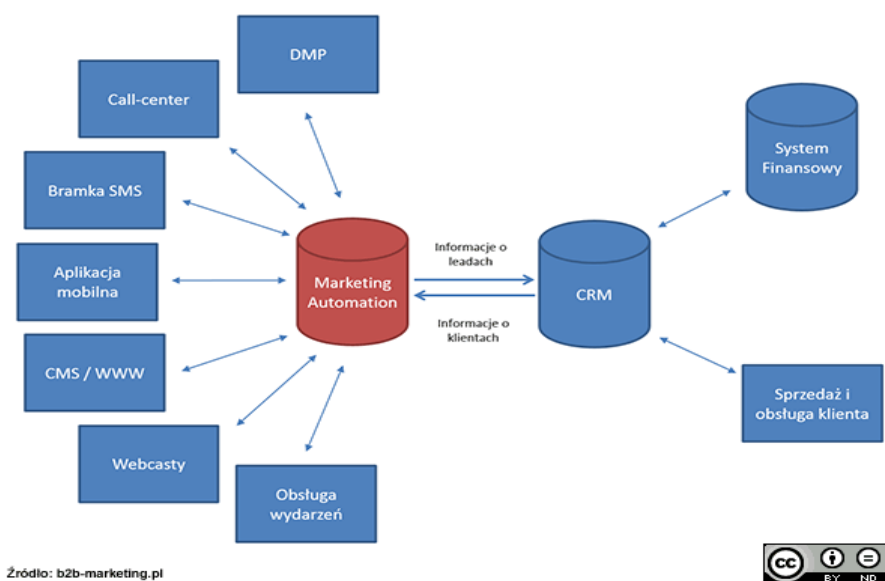 DMP
Call-center
Bramka SMS
Aplikacja
mobilna
CMS / WWW
Webcasty
Obsługa
wydarzeń
Marketing
Automation
Informacje o
leadach
Informacje o
klientach
CRM
System
Finansowy
Sprzedaż i
obsługa klienta
Źródło: b2b-marketing.pl
cc
BY ND